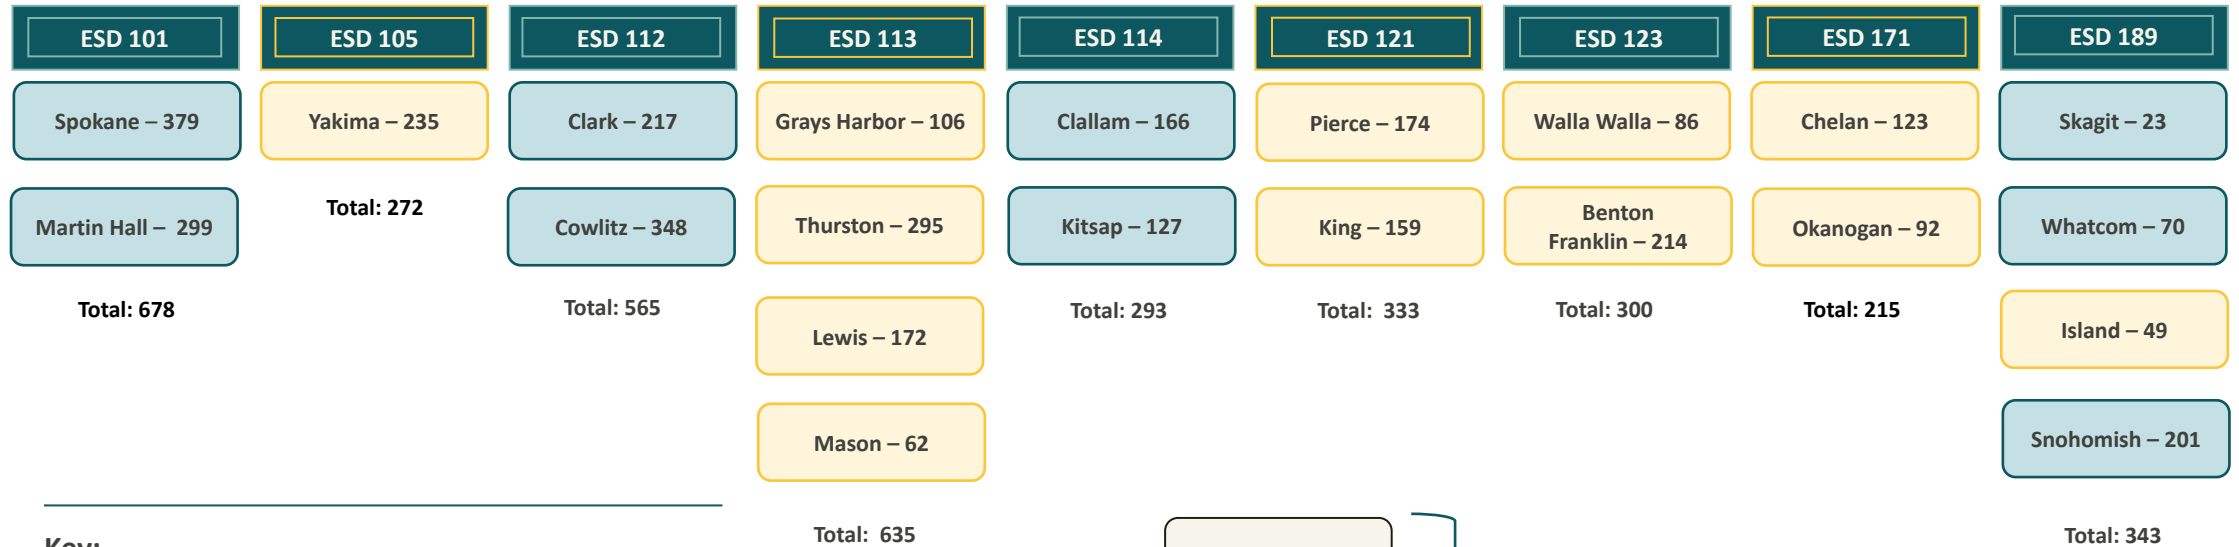 ESD 101
ESD 105
ESD 112
ESD 113
ESD 114
ESD 121
ESD 123
ESD 171
ESD 189
Spokane – 379
Yakima – 235
Clark – 217
Grays Harbor – 106
Clallam – 166
Pierce – 174
Walla Walla – 86
Chelan – 123
Skagit – 23
Martin Hall – 299
Total: 272
Cowlitz – 348
Thurston – 295
Kitsap – 127
King – 159
Benton
Franklin – 214
Okanogan – 92
Whatcom – 70
Total: 678
Total: 565
Lewis – 172
Total: 293
Total: 333
Total: 300
Total: 215
Island – 49
Mason – 62
Snohomish – 201
Total: 635
Total: 343
Key: